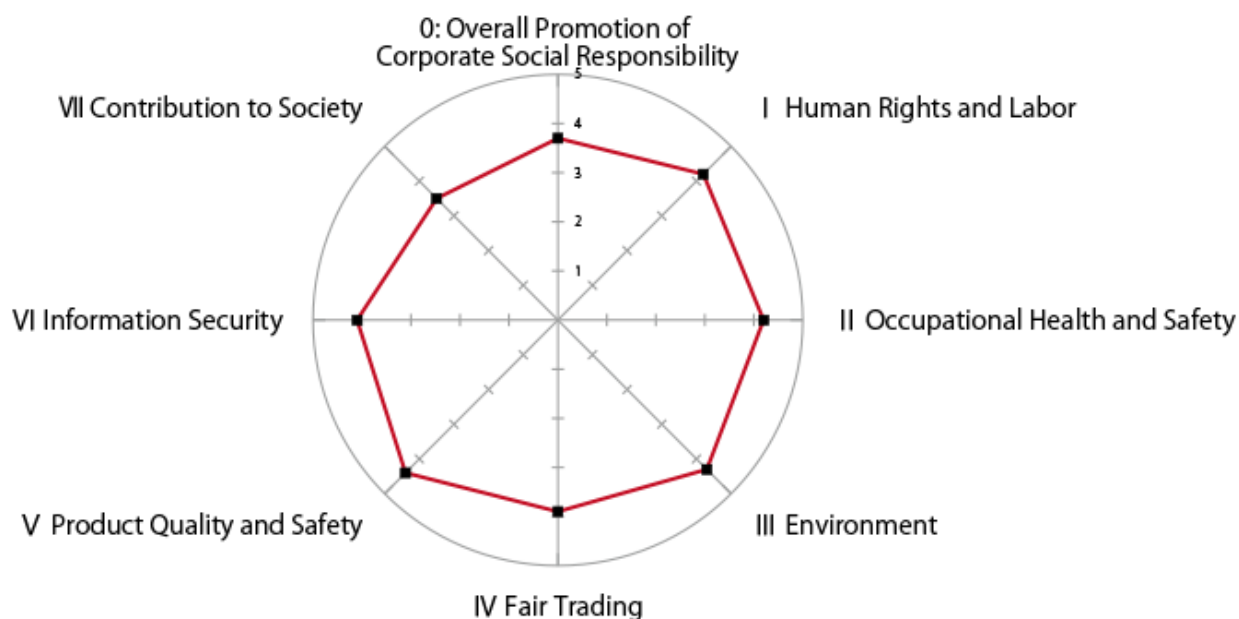 0: Overall Promotion of
Corporate Social Responsibility
5
Ⅶ Contribution to Society
Ⅰ Human Rights and Labor
4
3
2
1
Ⅵ Information Security
Ⅱ Occupational Health and Safety
Ⅴ Product Quality and Safety
Ⅲ Environment
Ⅳ Fair Trading